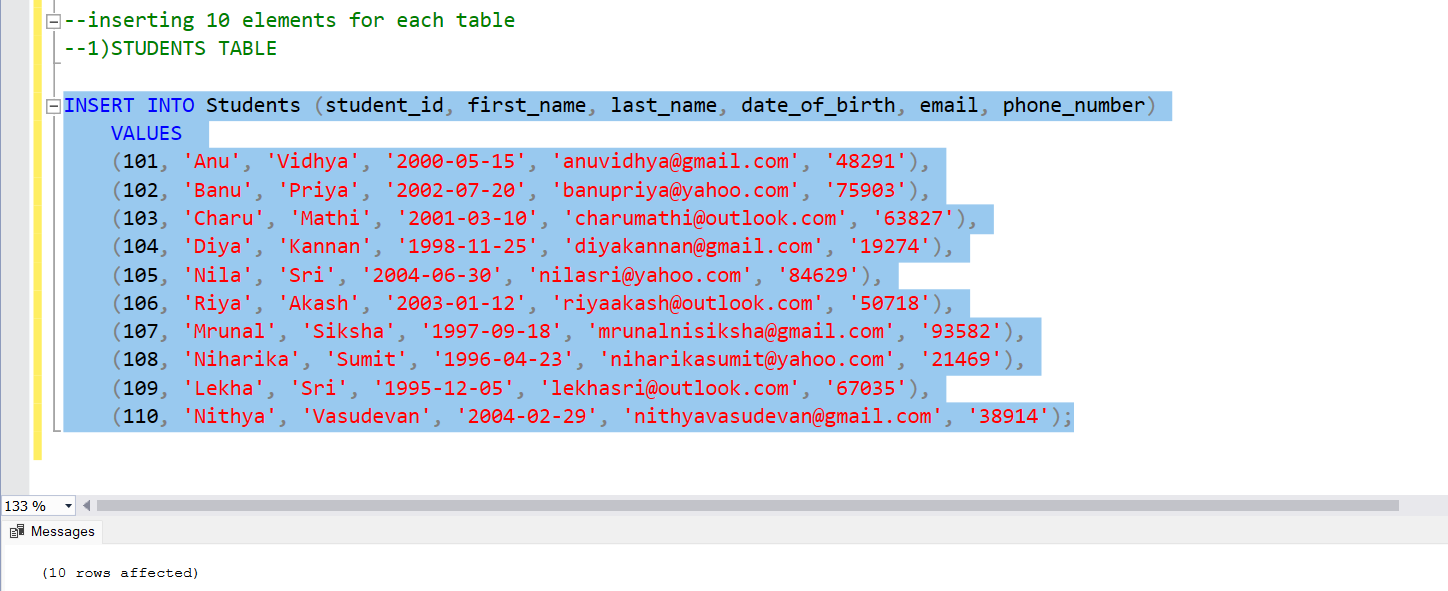 --inserting 10 elements for each table
--1)STUDENTS TABLE
INSERT INTO Students (student_id, first_name, last_name, date_of_birth, email, phone_number)
VALUES
(101, 'Anu', 'Vidhya', '2000-05-15', 'anuvidhya@gmail.com', '48291'),
(102, 'Banu', 'Priya', '2002-07-20', 'banupriya@yahoo.com', '75903'),
(103, 'Charu', 'Mathi', '2001-03-10', 'charumathi@outlook.com', '63827'),
(104, 'Diya', 'Kannan', '1998-11-25', 'diyakannan@gmail.com', '19274'),
(105, 'Nila', 'Sri', '2004-06-30', 'nilasri@yahoo.com', '84629'),
(106, 'Riya', 'Akash', '2003-01-12', 'riyaakash@outlook.com', '50718'),
(107, 'Mrunal', 'Siksha', '1997-09-18', 'mrunalnisiksha@gmail.com', '93582'),
(108, 'Niharika', 'Sumit', '1996-04-23', 'niharikasumit@yahoo.com', '21469'),
(109, 'Lekha', 'Sri', '1995-12-05', 'lekhasri@outlook.com', '67035'),
(110, 'Nithya', 'Vasudevan', '2004-02-29', 'nithyavasudevan@gmail.com', '38914');
133 %
Messages
(10 rows affected)